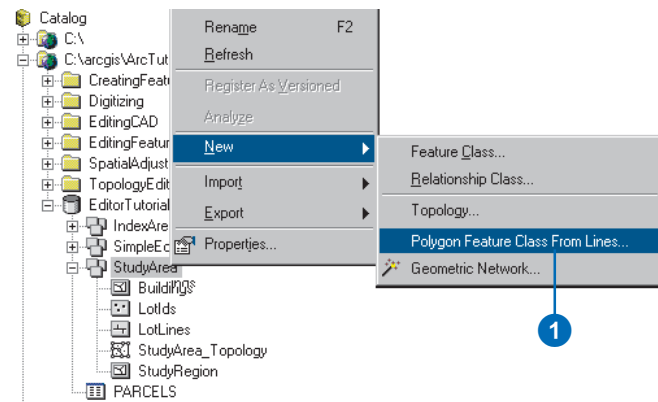 Catalog
C:\
C:\arcgis\ArcTut
CreatingFeat
Digitizing
EditingCAD
EditingFeatur
SpatialAdjust
TopologyEdit
EditorTutorial
IndexAre
SimpleEd
StudyArea
Buildings
LotIds
LotLines
StudyArea_Topology
StudyRegion
PARCELS
Rename F2
Refresh
Register As Versioned
Analyze
New
Import
Export
Properties...
Feature Class...
Relationship Class...
Topology...
Polygon Feature Class From Lines...
Geometric Network...
1